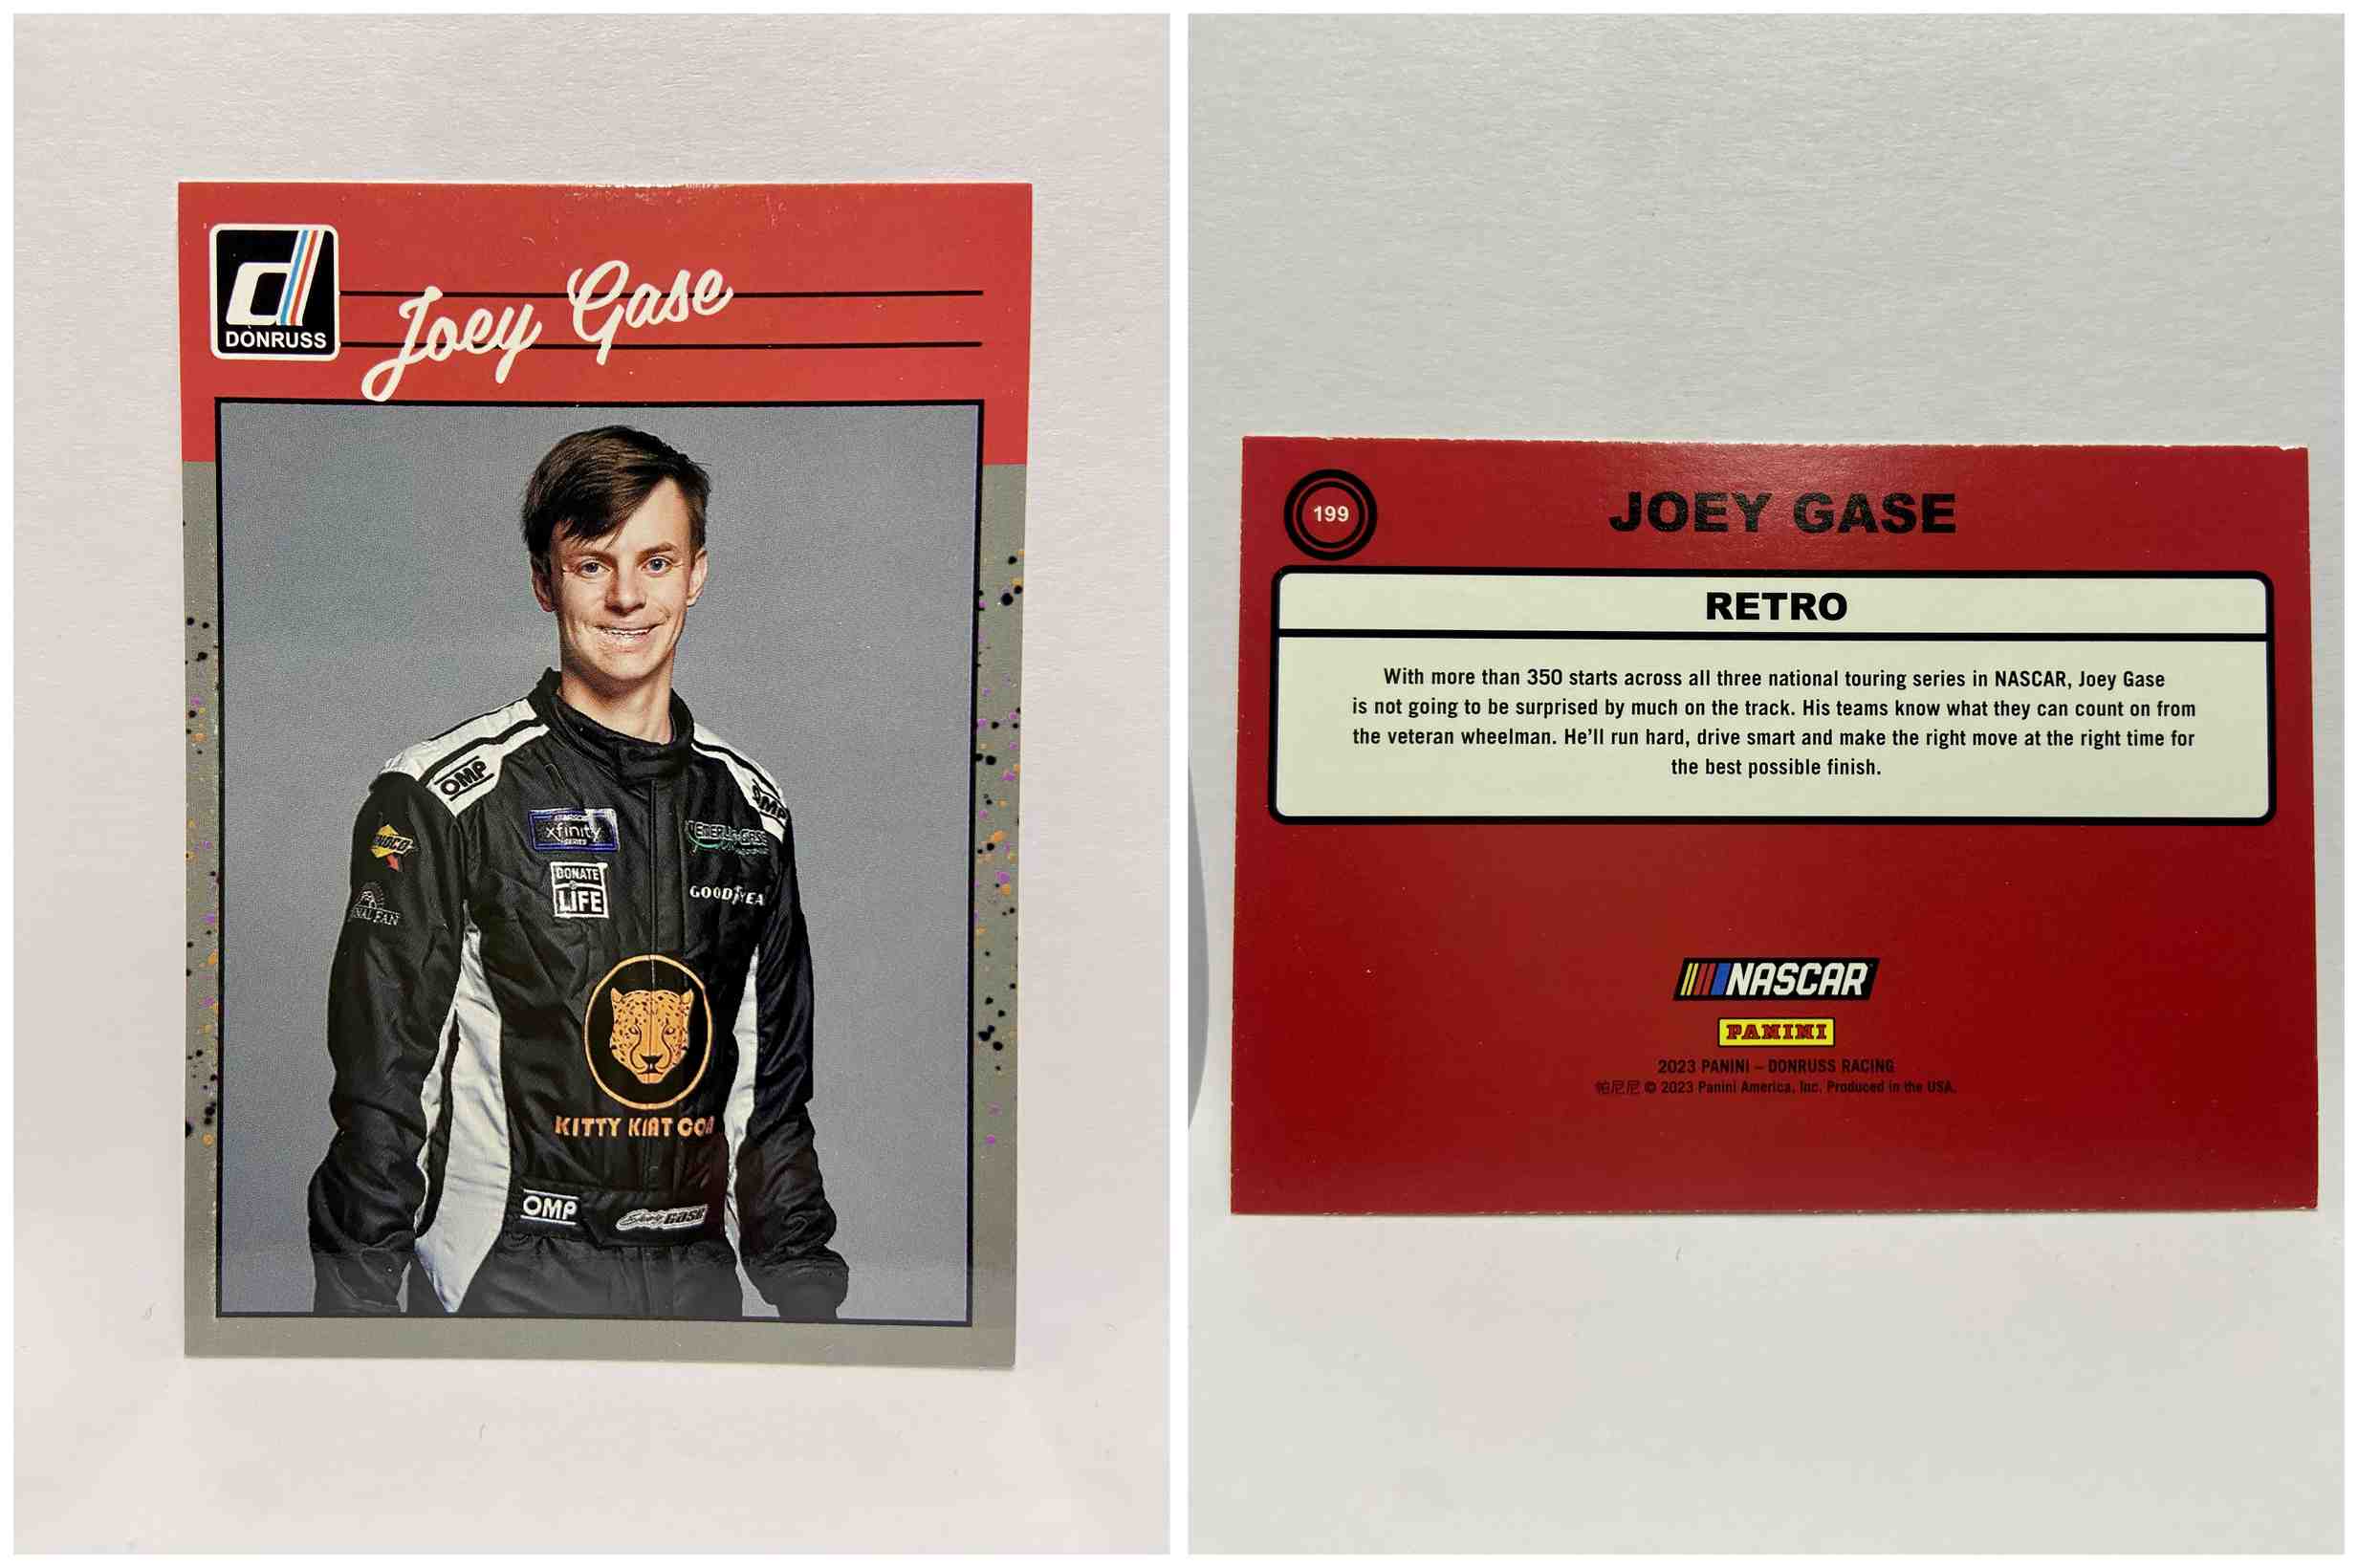 DONRUSS
Joey Gase
OMP
OMP
SUNOCO
xfinity
SERIES
DONATE
LIFE
GOODYEAR
KITTY KIAT CO
OMP
GASE
199
JOEY GASE
RETRO
With more than 350 starts across all three national touring series in NASCAR, Joey Gase
is not going to be surprised by much on the track. His teams know what they can count on from
the veteran wheelman. He’ll run hard, drive smart and make the right move at the right time for
the best possible finish.
NASCAR
PANINI
2023 PANINI – DONRUSS RACING
帕尼尼 © 2023 Panini America, Inc. Produced in the USA.